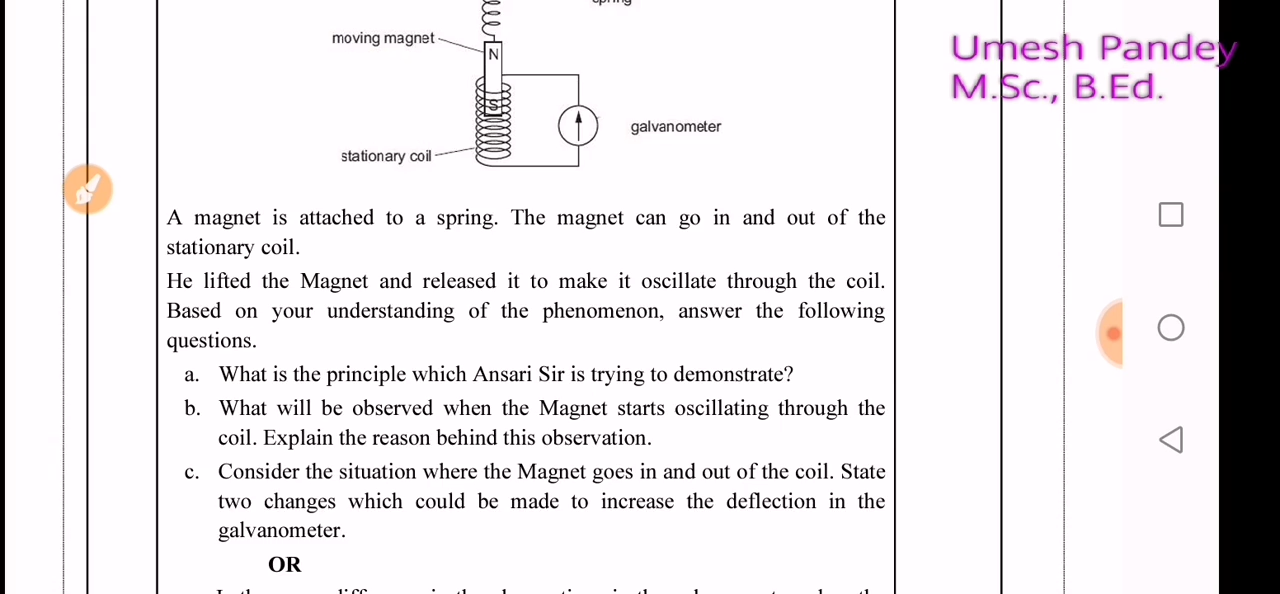 moving magnet
N
S
galvanometer
stationary coil
Umesh Pandey
M.Sc., B.Ed.
A magnet is attached to a spring. The magnet can go in and out of the
stationary coil.
He lifted the Magnet and released it to make it oscillate through the coil.
Based on your understanding of the phenomenon, answer the following
questions.
a. What is the principle which Ansari Sir is trying to demonstrate?
b. What will be observed when the Magnet starts oscillating through the
coil. Explain the reason behind this observation.
c. Consider the situation where the Magnet goes in and out of the coil. State
two changes which could be made to increase the deflection in the
galvanometer.
OR